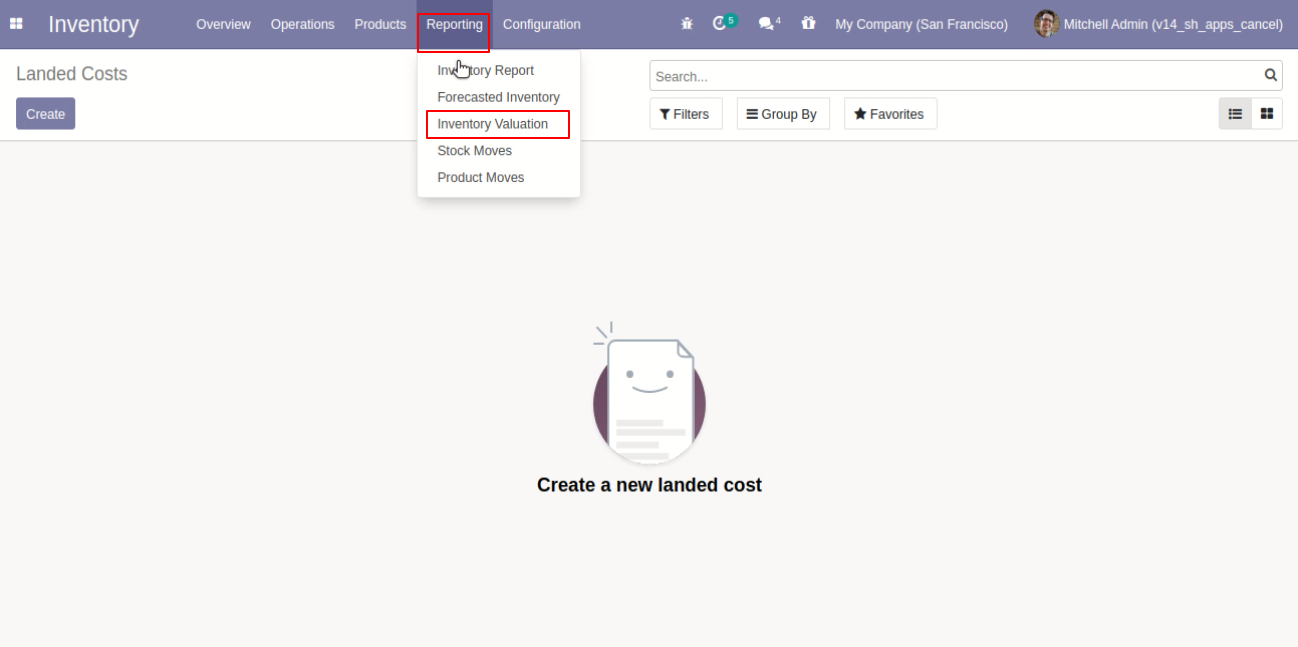 Inventory Overview Operations Products Reporting Configuration 5 4 My Company (San Francisco) Mitchell Admin (v14_sh_apps_cancel)
Landed Costs
Search...
Create
Filters Group By Favorites
Inventory Report
Forecasted Inventory
Inventory Valuation
Stock Moves
Product Moves
Create a new landed cost